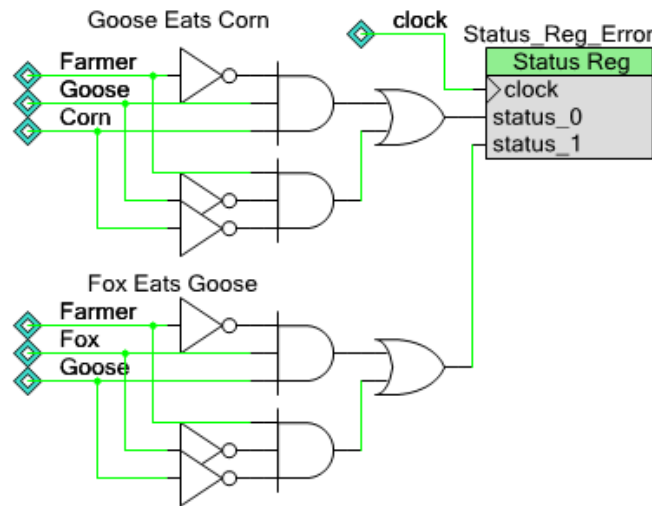 Goose Eats Corn
clock
Status_Reg_Error
Farmer
Status Reg
Goose
clock
Corn
status_0
status_1
Fox Eats Goose
Farmer
Fox
Goose